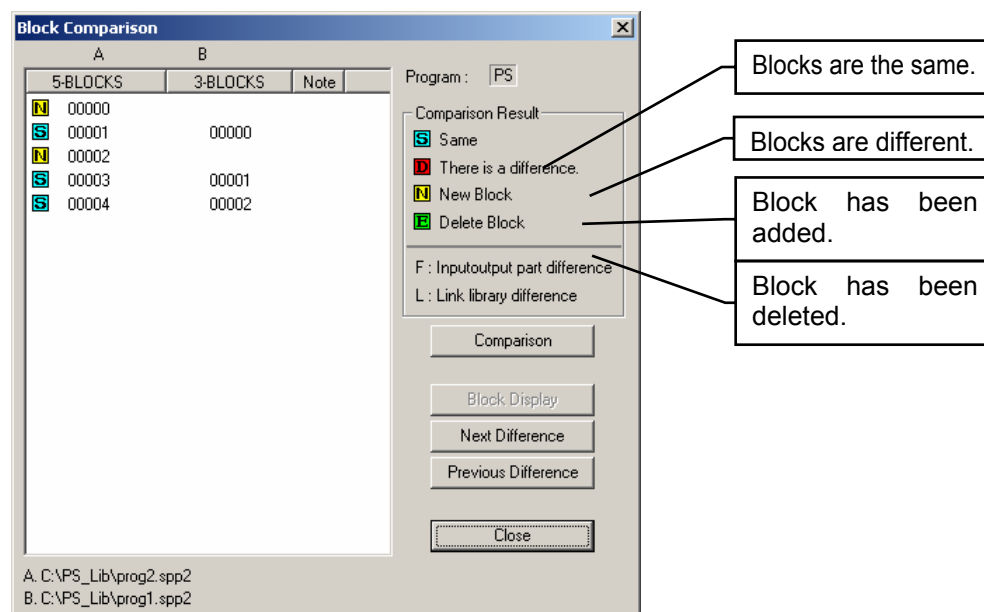 Block Comparison
A B
5-BLOCKS 3-BLOCKS Note
N 00000
S 00001 00000
N 00002
S 00003 00001
S 00004 00002
Program : PS
Comparison Result
S Same
D There is a difference.
N New Block
E Delete Block
F : Inputoutput part difference
L : Link library difference
Comparison
Block Display
Next Difference
Previous Difference
Close
A. C:\PS_Lib\prog2.spp2
B. C:\PS_Lib\prog1.spp2
Blocks are the same.
Blocks are different.
Block has been
added.
Block has been
deleted.